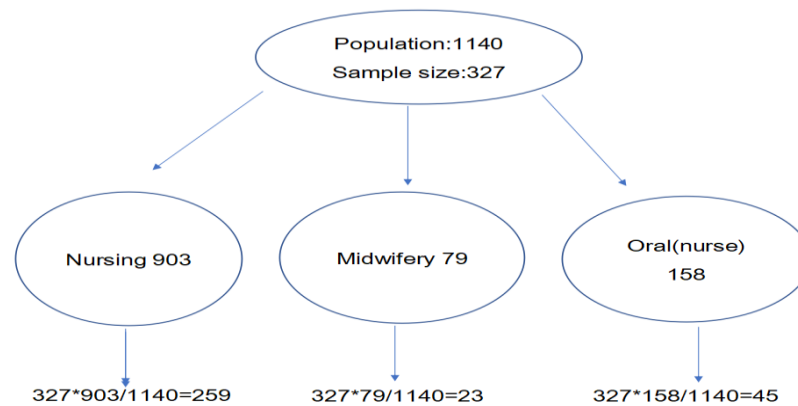 Population:1140
Sample size:327
Nursing 903
Midwifery 79
Oral(nurse)
158
327*903/1140=259
327*79/1140=23
327*158/1140=45